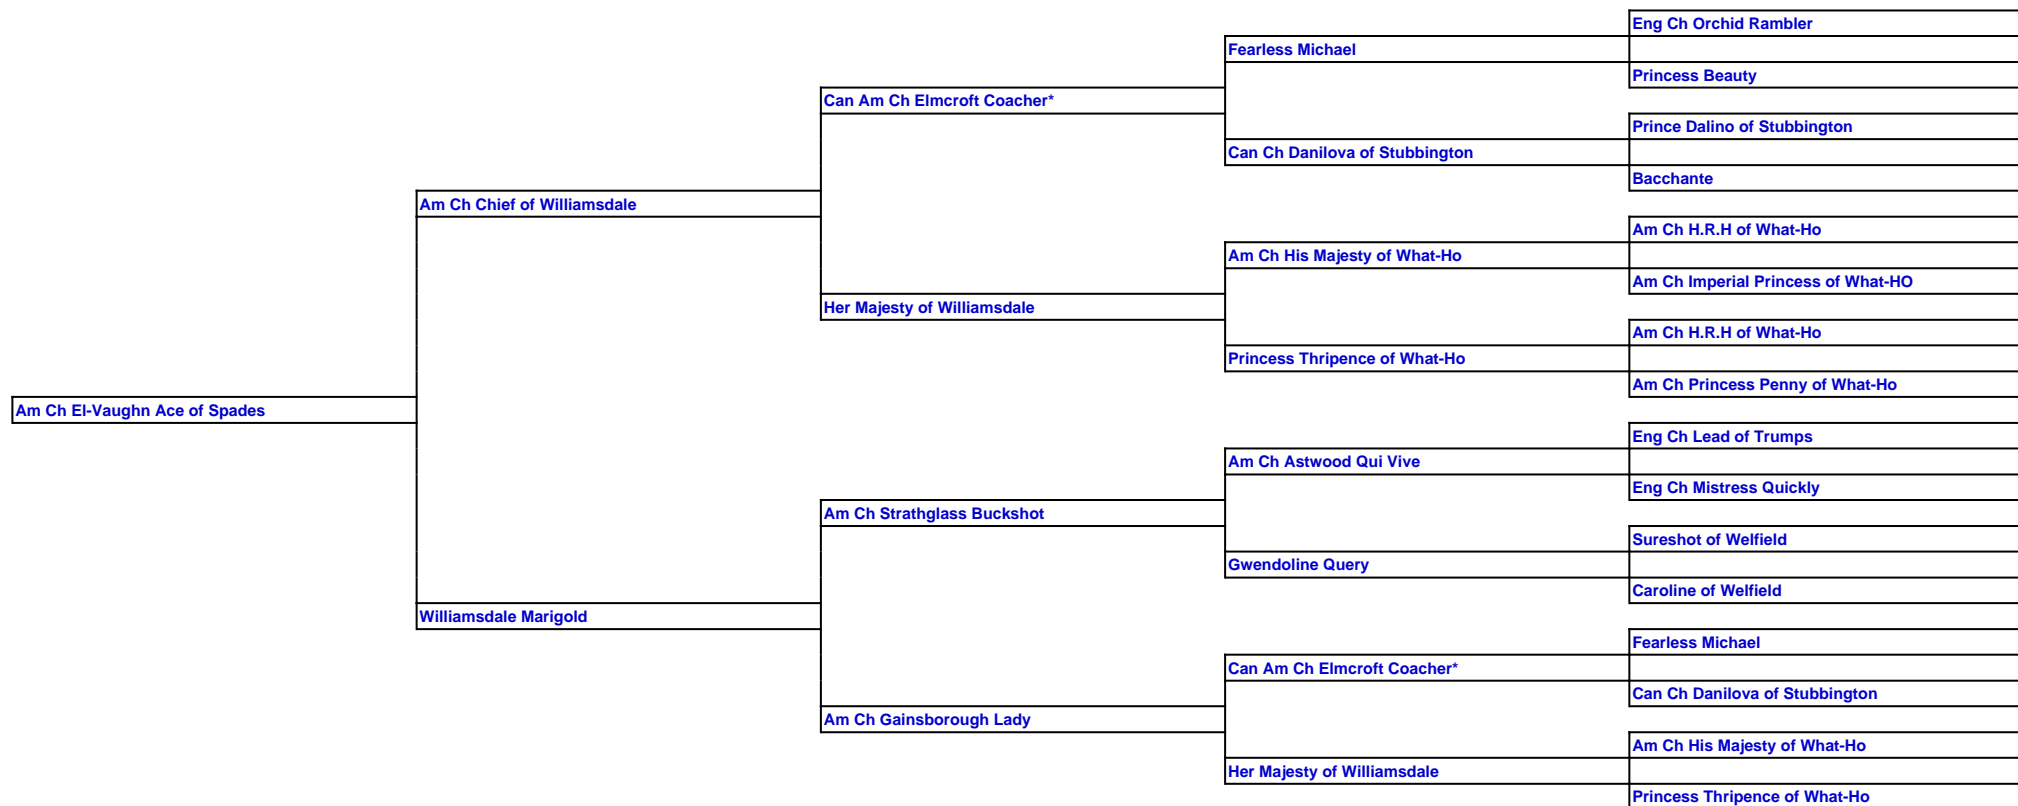 Eng Ch Orchid Rambler
Fearless Michael
Princess Beauty
Can Am Ch Elmcroft Coacher*
Prince Dalino of Stubbington
Can Ch Danilova of Stubbington
Bacchante
Am Ch Chief of Williamsdale
Am Ch H.R.H of What-Ho
Am Ch His Majesty of What-Ho
Am Ch Imperial Princess of What-HO
Her Majesty of Williamsdale
Am Ch H.R.H of What-Ho
Princess Thripence of What-Ho
Am Ch Princess Penny of What-Ho
Am Ch El-Vaughn Ace of Spades
Eng Ch Lead of Trumps
Am Ch Astwood Qui Vive
Eng Ch Mistress Quickly
Am Ch Strathglass Buckshot
Sureshot of Welfield
Gwendoline Query
Caroline of Welfield
Williamsdale Marigold
Fearless Michael
Can Am Ch Elmcroft Coacher*
Can Ch Danilova of Stubbington
Am Ch Gainsborough Lady
Am Ch His Majesty of What-Ho
Her Majesty of Williamsdale
Princess Thripence of What-Ho